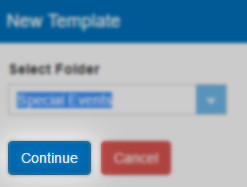 New Template
Select Folder
Special Events
Continue
Cancel